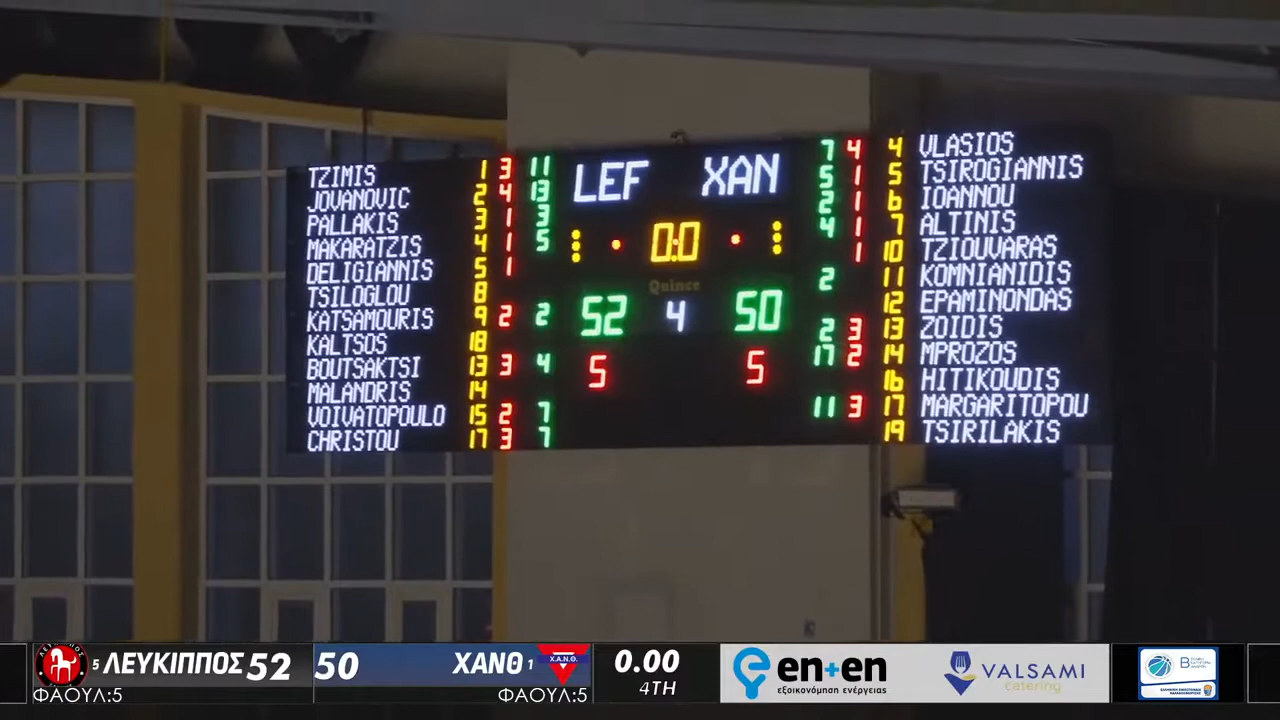 LEF XAN
0:0
Quince
52 4 50
5 5
TZIMIS 1 3 11
JOVANOVIC 2 4 13
PALLAKIS 3 1 3
MAKARATZIS 4 1 5
DELIGIANNIS 5 1
TSILOGLOU 8
KATSAMOURIS 9 2 2
KALTSOS 18
BOUTSAKTSI 13 3 4
MALANDRIS 14
VOIVATOPOULO 15 2 7
CHRISTOU 17 3 7
7 4 4 VLASIOS
5 1 5 TSIROGIANNIS
2 1 6 IOANNOU
4 1 7 ALTINIS
1 10 TZIOUVARAS
2 11 KOMNIANIDIS
12 EPAMINONDAS
2 3 13 ZOIDIS
17 2 14 MPROZOS
16 HITIKOUDIS
11 3 17 MARGARITOPOU
19 TSIRILAKIS
5 ΛΕΥΚΙΠΠΟΣ 52 50 ΧΑΝΘ 1 Χ.Α.Ν.Θ. 0.00
ΦΑΟΥΛ:5 ΦΑΟΥΛ:5 4TH
en+en
εξοικονόμηση ενέργειας
VALSAMI
catering